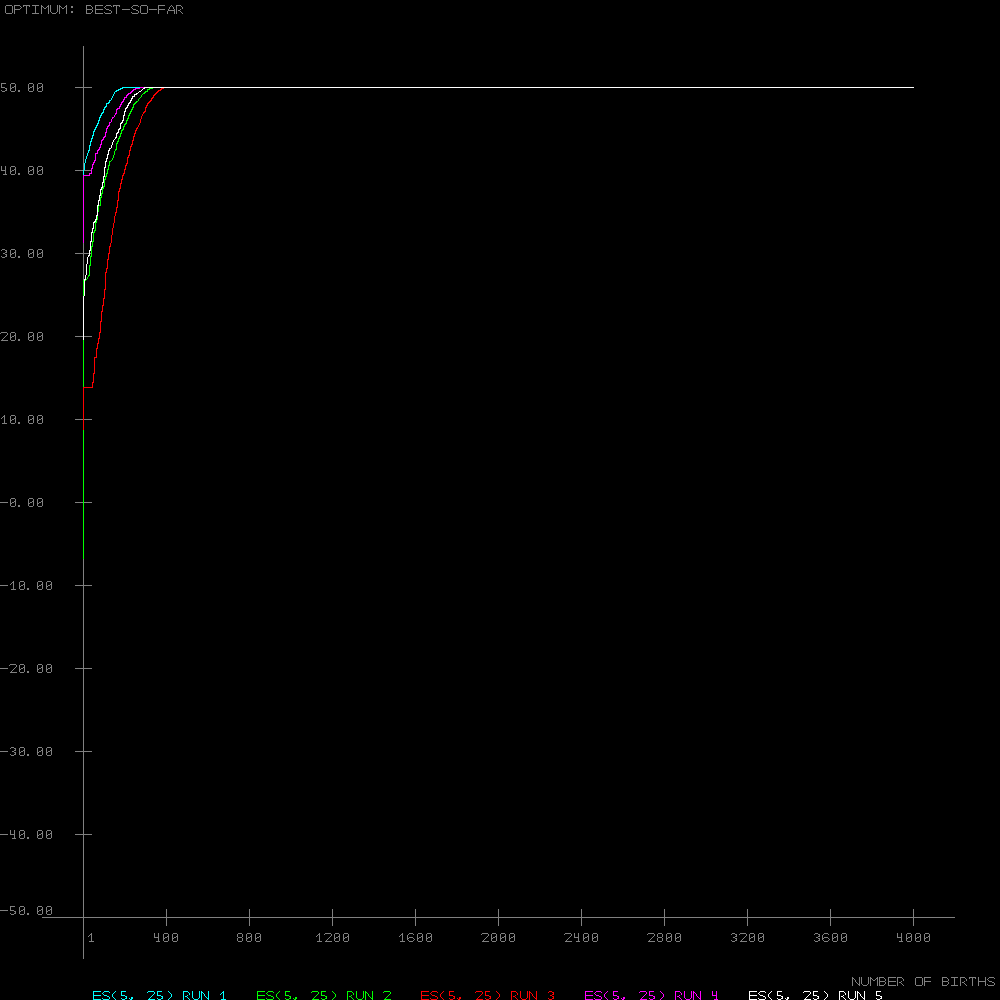 OPTIMUM: BEST-SO-FAR
50.00
40.00
30.00
20.00
10.00
-0.00
-10.00
-20.00
-30.00
-40.00
-50.00
1 400 800 1200 1600 2000 2400 2800 3200 3600 4000
NUMBER OF BIRTHS
ES(5, 25) RUN 1 ES(5, 25) RUN 2 ES(5, 25) RUN 3 ES(5, 25) RUN 4 ES(5, 25) RUN 5